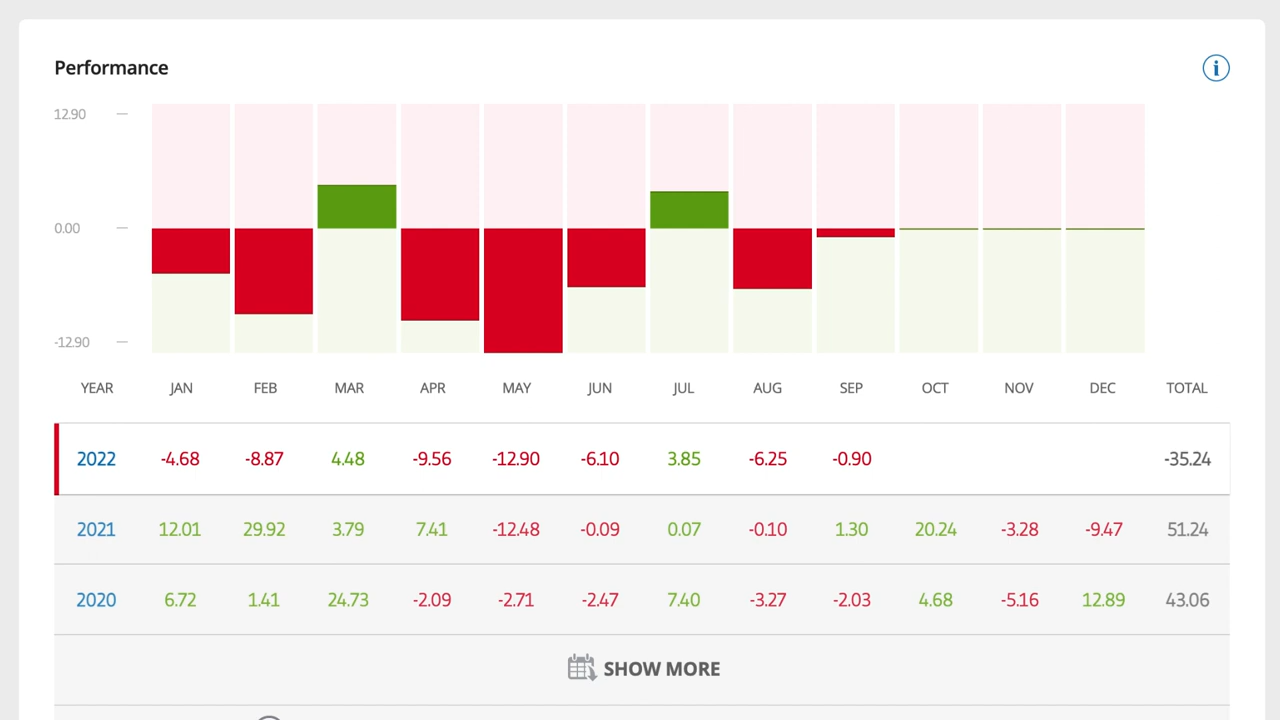 Performance
i
12.90
0.00
-12.90
YEAR JAN FEB MAR APR MAY JUN JUL AUG SEP OCT NOV DEC TOTAL
2022 -4.68 -8.87 4.48 -9.56 -12.90 -6.10 3.85 -6.25 -0.90 -35.24
2021 12.01 29.92 3.79 7.41 -12.48 -0.09 0.07 -0.10 1.30 20.24 -3.28 -9.47 51.24
2020 6.72 1.41 24.73 -2.09 -2.71 -2.47 7.40 -3.27 -2.03 4.68 -5.16 12.89 43.06
SHOW MORE